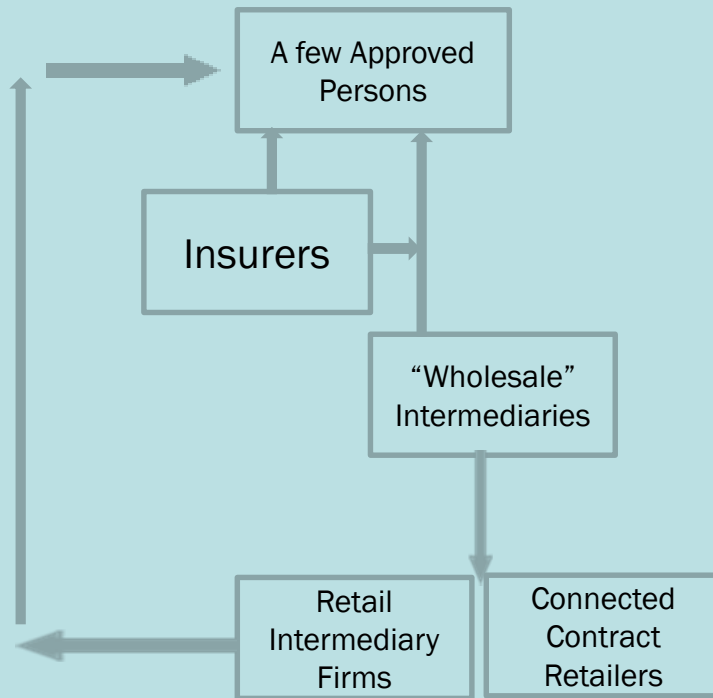 A few Approved
Persons
Insurers
“Wholesale”
Intermediaries
Retail
Intermediary
Firms
Connected
Contract
Retailers